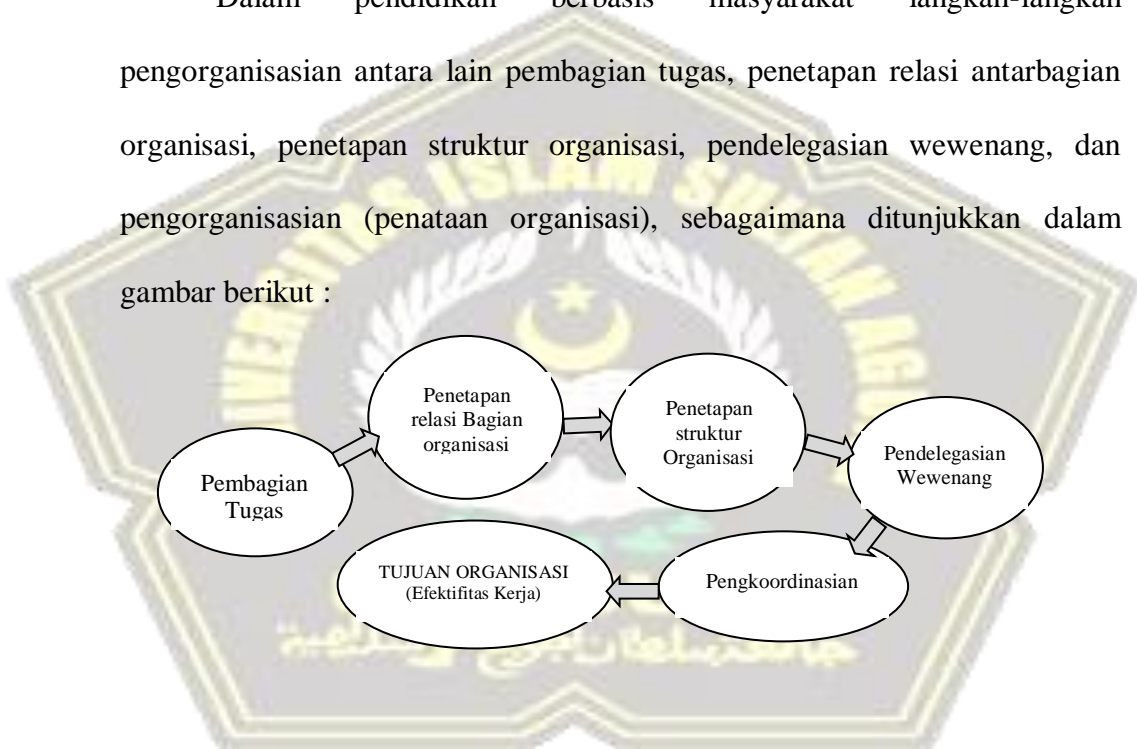 Dalam pendidikan berbasis masyarakat langkah-langkah
pengorganisasian antara lain pembagian tugas, penetapan relasi antarbagian
organisasi, penetapan struktur organisasi, pendelegasian wewenang, dan
pengorganisasian (penataan organisasi), sebagaimana ditunjukkan dalam
gambar berikut :
Pembagian
Tugas
Penetapan
relasi Bagian
organisasi
Penetapan
struktur
Organisasi
Pendelegasian
Wewenang
Pengkoordinasian
TUJUAN ORGANISASI
(Efektifitas Kerja)